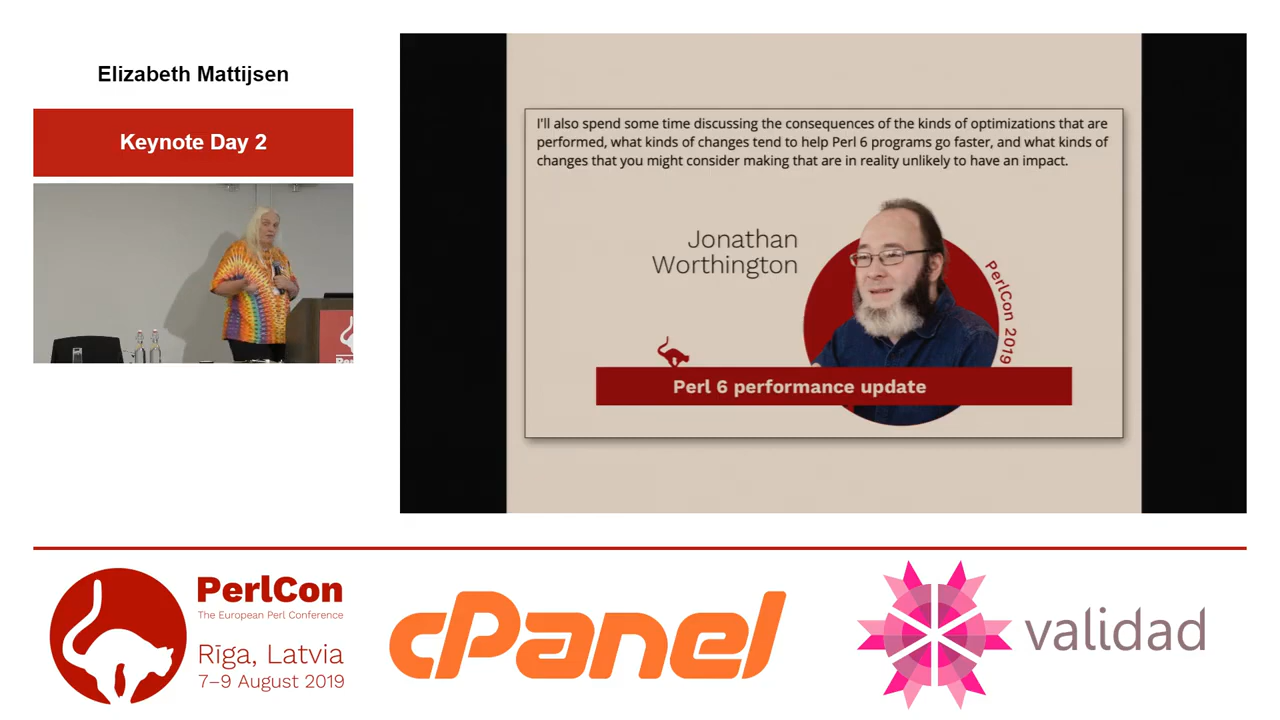 Elizabeth Mattijsen
Keynote Day 2
I'll also spend some time discussing the consequences of the kinds of optimizations that are
performed, what kinds of changes tend to help Perl 6 programs go faster, and what kinds of
changes that you might consider making that are in reality unlikely to have an impact.
Jonathan
Worthington
PerlCon 2019
Perl 6 performance update
PerlCon
The European Perl Conference
Rīga, Latvia
7–9 August 2019
cPanel
validad